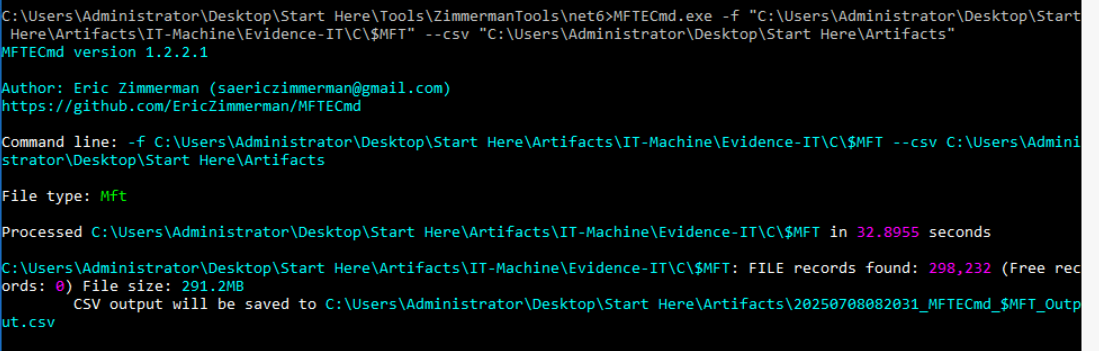 C:\Users\Administrator\Desktop\Start Here\Tools\ZimmermanTools\net6>MFTECmd.exe -f "C:\Users\Administrator\Desktop\Start
 Here\Artifacts\IT-Machine\Evidence-IT\C\$MFT" --csv "C:\Users\Administrator\Desktop\Start Here\Artifacts"
MFTECmd version 1.2.2.1
Author: Eric Zimmerman (saericzimmerman@gmail.com)
https://github.com/EricZimmerman/MFTECmd
Command line: -f C:\Users\Administrator\Desktop\Start Here\Artifacts\IT-Machine\Evidence-IT\C\$MFT --csv C:\Users\Admini
strator\Desktop\Start Here\Artifacts
File type: Mft
Processed C:\Users\Administrator\Desktop\Start Here\Artifacts\IT-Machine\Evidence-IT\C\$MFT in 32.8955 seconds
C:\Users\Administrator\Desktop\Start Here\Artifacts\IT-Machine\Evidence-IT\C\$MFT: FILE records found: 298,232 (Free rec
ords: 0) File size: 291.2MB
        CSV output will be saved to C:\Users\Administrator\Desktop\Start Here\Artifacts\20250708082031_MFTECmd_$MFT_Outp
ut.csv